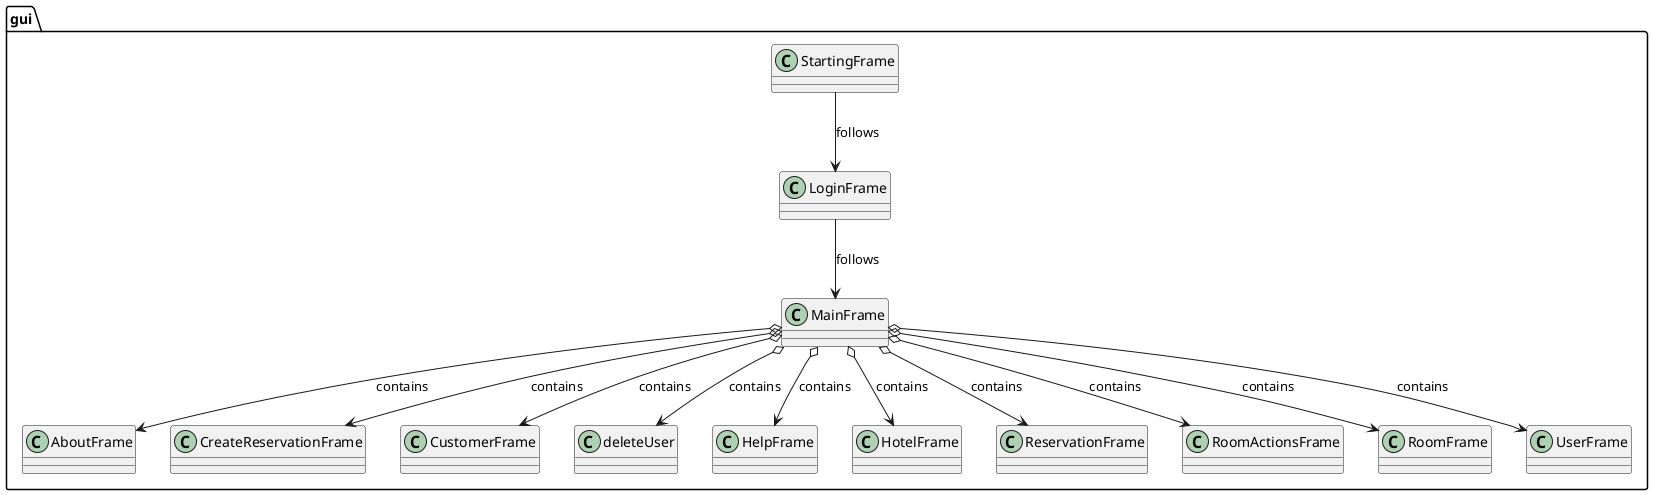 gui
C StartingFrame
follows
C LoginFrame
follows
C MainFrame
contains contains contains contains contains contains contains contains contains contains
C AboutFrame C CreateReservationFrame C CustomerFrame C deleteUser C HelpFrame C HotelFrame C ReservationFrame C RoomActionsFrame C RoomFrame C UserFrame